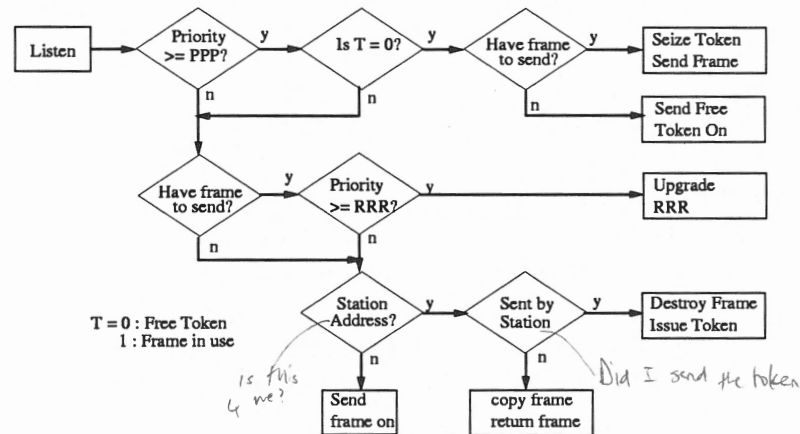 Listen
Priority
>= PPP?
y
Is T = 0?
y
Have frame
to send?
y
Seize Token
Send Frame
n
n
n
Send Free
Token On
Have frame
to send?
y
Priority
>= RRR?
y
Upgrade
RRR
n
n
T = 0 : Free Token
1 : Frame in use
Station
Address?
y
Sent by
Station
y
Destroy Frame
Issue Token
n
n
is this
4 me?
Did I send the token
Send
frame on
copy frame
return frame